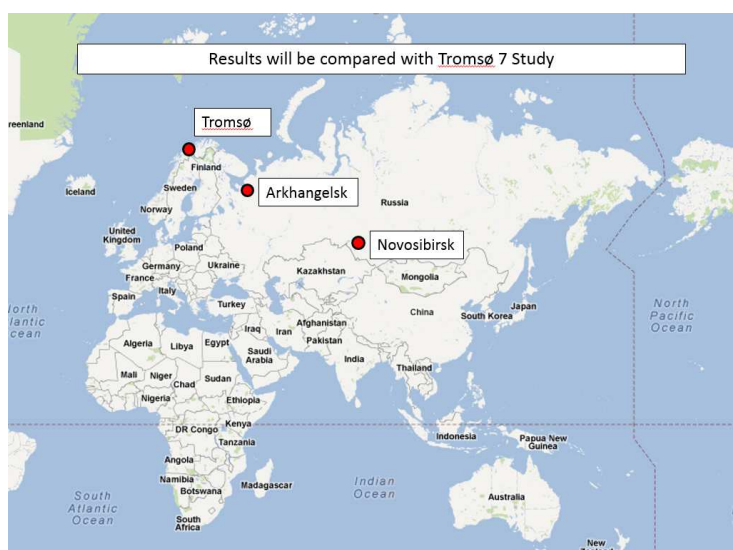 Results will be compared with Tromsø 7 Study
Greenland
Tromsø
Finland
Iceland
Sweden
Arkhangelsk
Russia
Norway
United
Kingdom
Novosibirsk
Poland
Germany
Ukraine
Kazakhstan
Mongolia
France
Italy
Spain
Turkey
Japan
China
South Korea
North
Atlantic
Ocean
North
Pacific
Ocean
Afghanistan
Iraq
Iran
Pakistan
Algeria
Libya
Egypt
Saudi
Arabia
India
Mali
Niger
Chad
Sudan
Thailand
Nigeria
Ethiopia
DR Congo
Kenya
Tanzania
Indonesia
Papua New
Guinea
Angola
Namibia
Botswana
Madagascar
Indian
Ocean
South
Atlantic
Ocean
Australia
South
Africa
New